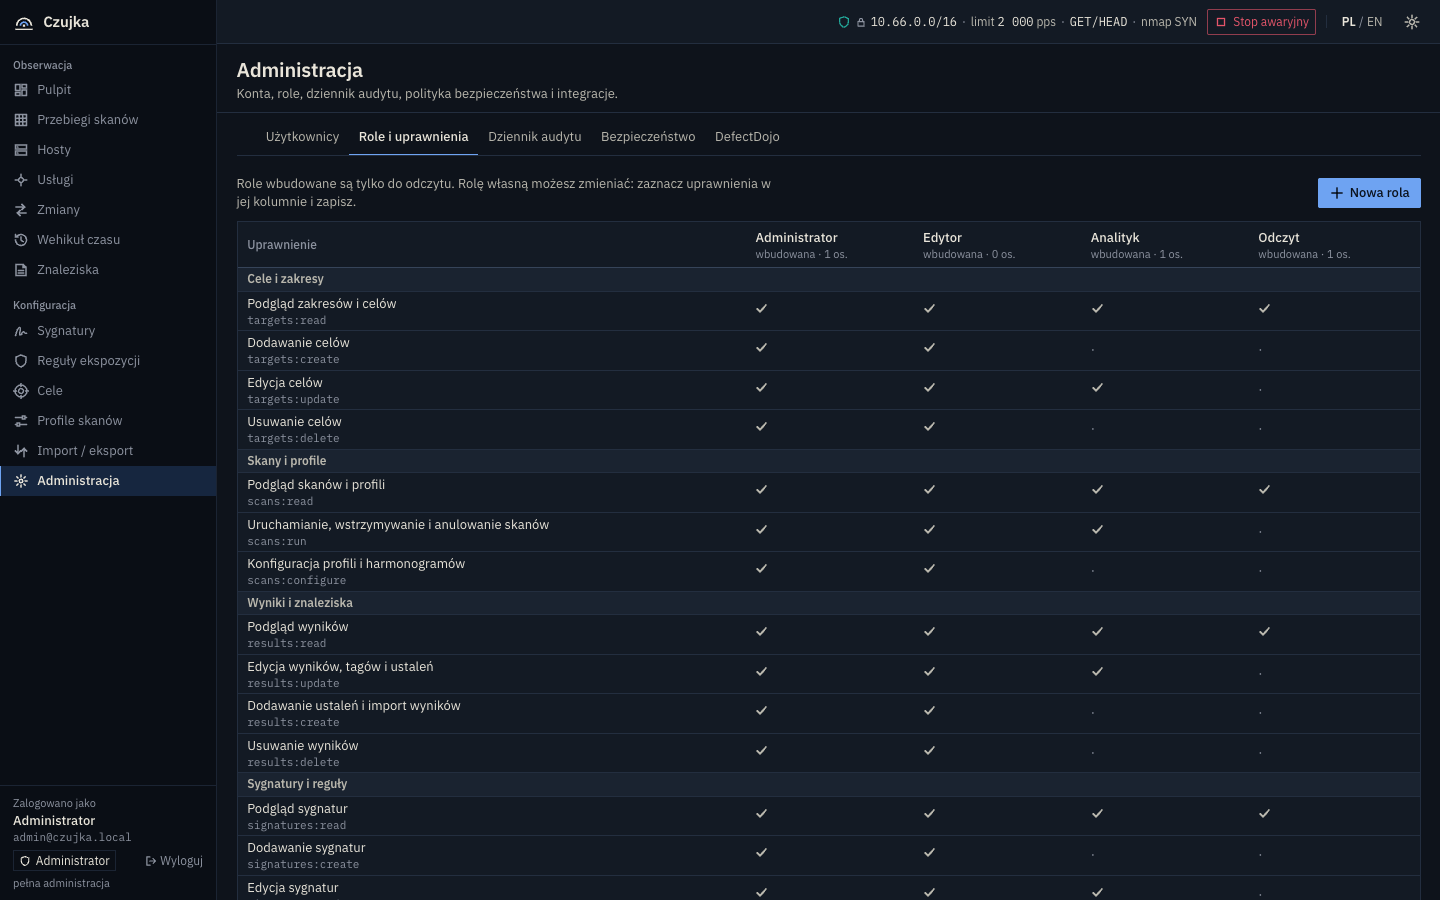 Czujka
10.66.0.0/16 · limit 2 000 pps · GET/HEAD · nmap SYN
Stop awaryjny
PL / EN
Obserwacja
Pulpit
Przebiegi skanów
Hosty
Usługi
Zmiany
Wehikuł czasu
Znaleziska
Konfiguracja
Sygnatury
Reguły ekspozycji
Cele
Profile skanów
Import / eksport
Administracja
Zalogowano jako
Administrator
admin@czujka.local
Administrator
Wyloguj
pełna administracja
Administracja
Konta, role, dziennik audytu, polityka bezpieczeństwa i integracje.
Użytkownicy
Role i uprawnienia
Dziennik audytu
Bezpieczeństwo
DefectDojo
Role wbudowane są tylko do odczytu. Rolę własną możesz zmieniać: zaznacz uprawnienia w
jej kolumnie i zapisz.
Nowa rola
Uprawnienie
Administrator
wbudowana · 1 os.
Edytor
wbudowana · 0 os.
Analityk
wbudowana · 1 os.
Odczyt
wbudowana · 1 os.
Cele i zakresy
Podgląd zakresów i celów
targets:read
Dodawanie celów
targets:create
Edycja celów
targets:update
Usuwanie celów
targets:delete
Skany i profile
Podgląd skanów i profili
scans:read
Uruchamianie, wstrzymywanie i anulowanie skanów
scans:run
Konfiguracja profili i harmonogramów
scans:configure
Wyniki i znaleziska
Podgląd wyników
results:read
Edycja wyników, tagów i ustaleń
results:update
Dodawanie ustaleń i import wyników
results:create
Usuwanie wyników
results:delete
Sygnatury i reguły
Podgląd sygnatur
signatures:read
Dodawanie sygnatur
signatures:create
Edycja sygnatur